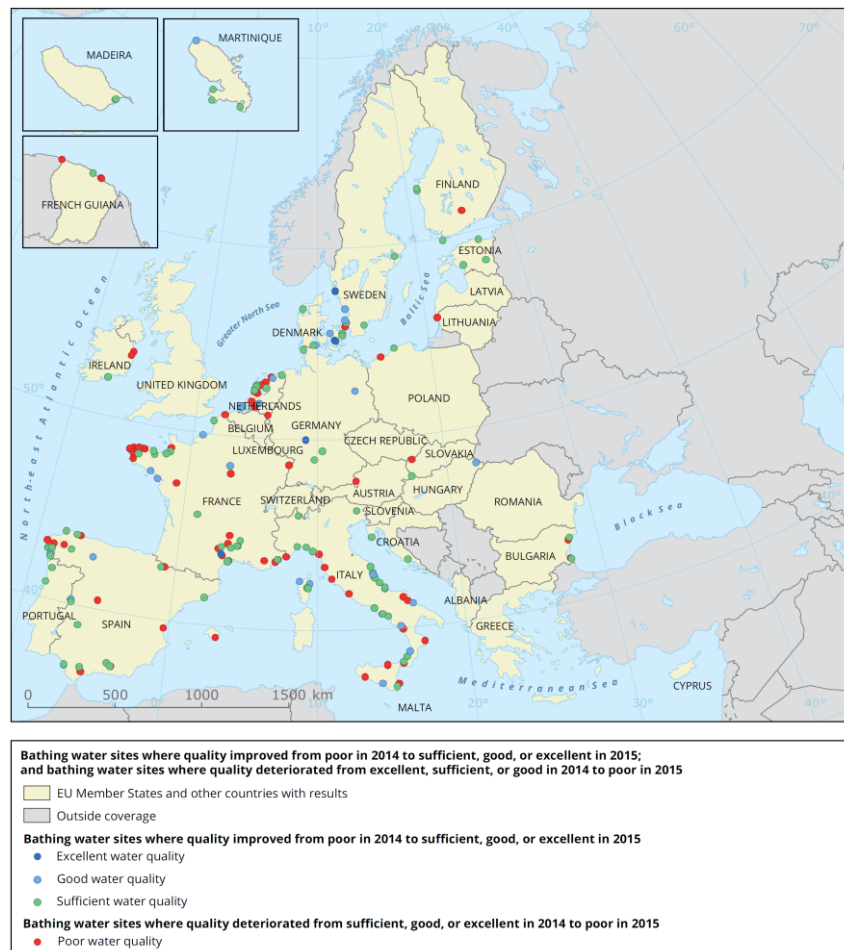 MADEIRA
MARTINIQUE
FRENCH GUIANA
10°
0°
10°
20°
30°
40°
50°
60°
70°
60°
FINLAND
ESTONIA
LATVIA
LITHUANIA
SWEDEN
Baltic Sea
DENMARK
Greater North Sea
North-east Atlantic Ocean
IRELAND
UNITED KINGDOM
50°
NETHERLANDS
BELGIUM
GERMANY
POLAND
LUXEMBOURG
CZECH REPUBLIC
SLOVAKIA
FRANCE
SWITZERLAND
AUSTRIA
HUNGARY
SLOVENIA
ROMANIA
CROATIA
Black Sea
40°
BULGARIA
ITALY
ALBANIA
GREECE
40°
PORTUGAL
SPAIN
Mediterranean Sea
CYPRUS
MALTA
0
500
1000
1500 km
0°
10°
20°
30°
Bathing water sites where quality improved from poor in 2014 to sufficient, good, or excellent in 2015;
and bathing water sites where quality deteriorated from excellent, sufficient, or good in 2014 to poor in 2015
EU Member States and other countries with results
Outside coverage
Bathing water sites where quality improved from poor in 2014 to sufficient, good, or excellent in 2015
Excellent water quality
Good water quality
Sufficient water quality
Bathing water sites where quality deteriorated from sufficient, good, or excellent in 2014 to poor in 2015
Poor water quality